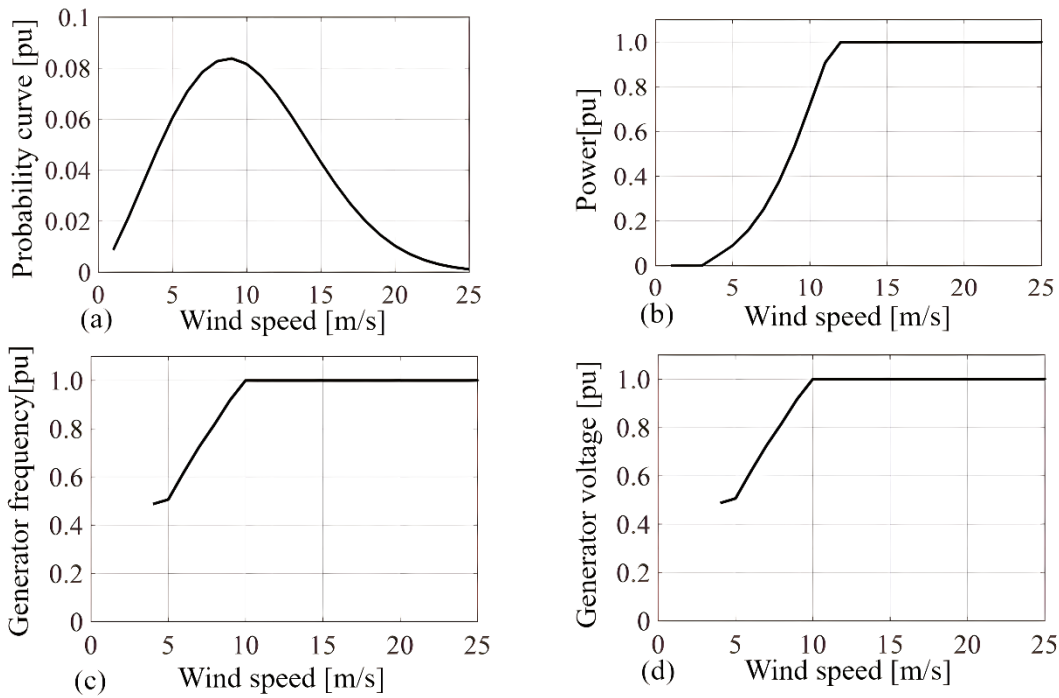 Probability curve [pu]
0.1
0.08
0.06
0.04
0.02
0
0 5 10 15 20 25
(a) Wind speed [m/s]
Power[pu]
1.0
0.8
0.6
0.4
0.2
0
0 5 10 15 20 25
(b) Wind speed [m/s]
Generator frequency[pu]
1.0
0.8
0.6
0.4
0.2
0
0 5 10 15 20 25
(c) Wind speed [m/s]
Generator voltage [pu]
1.0
0.8
0.6
0.4
0.2
0
0 5 10 15 20 25
(d) Wind speed [m/s]